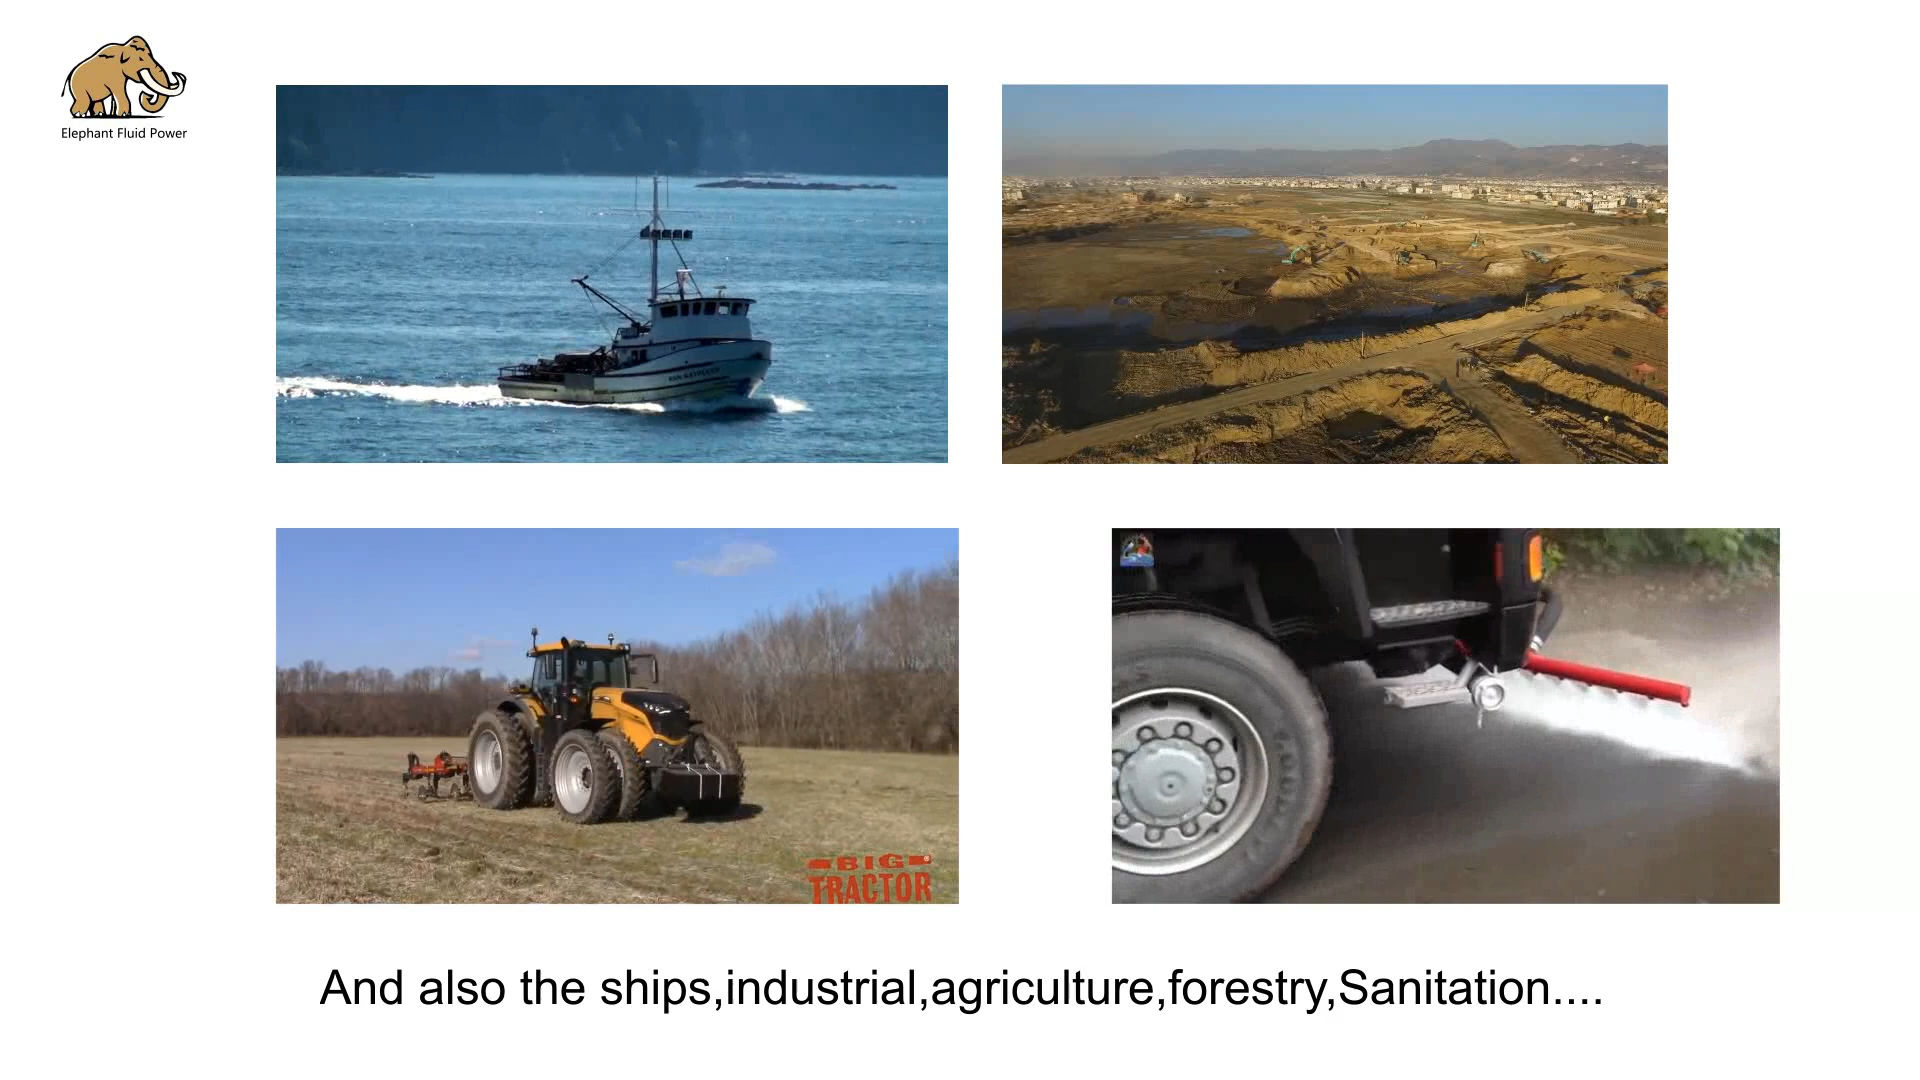 Elephant Fluid Power
BIG
TRACTOR
And also the ships,industrial,agriculture,forestry,Sanitation....